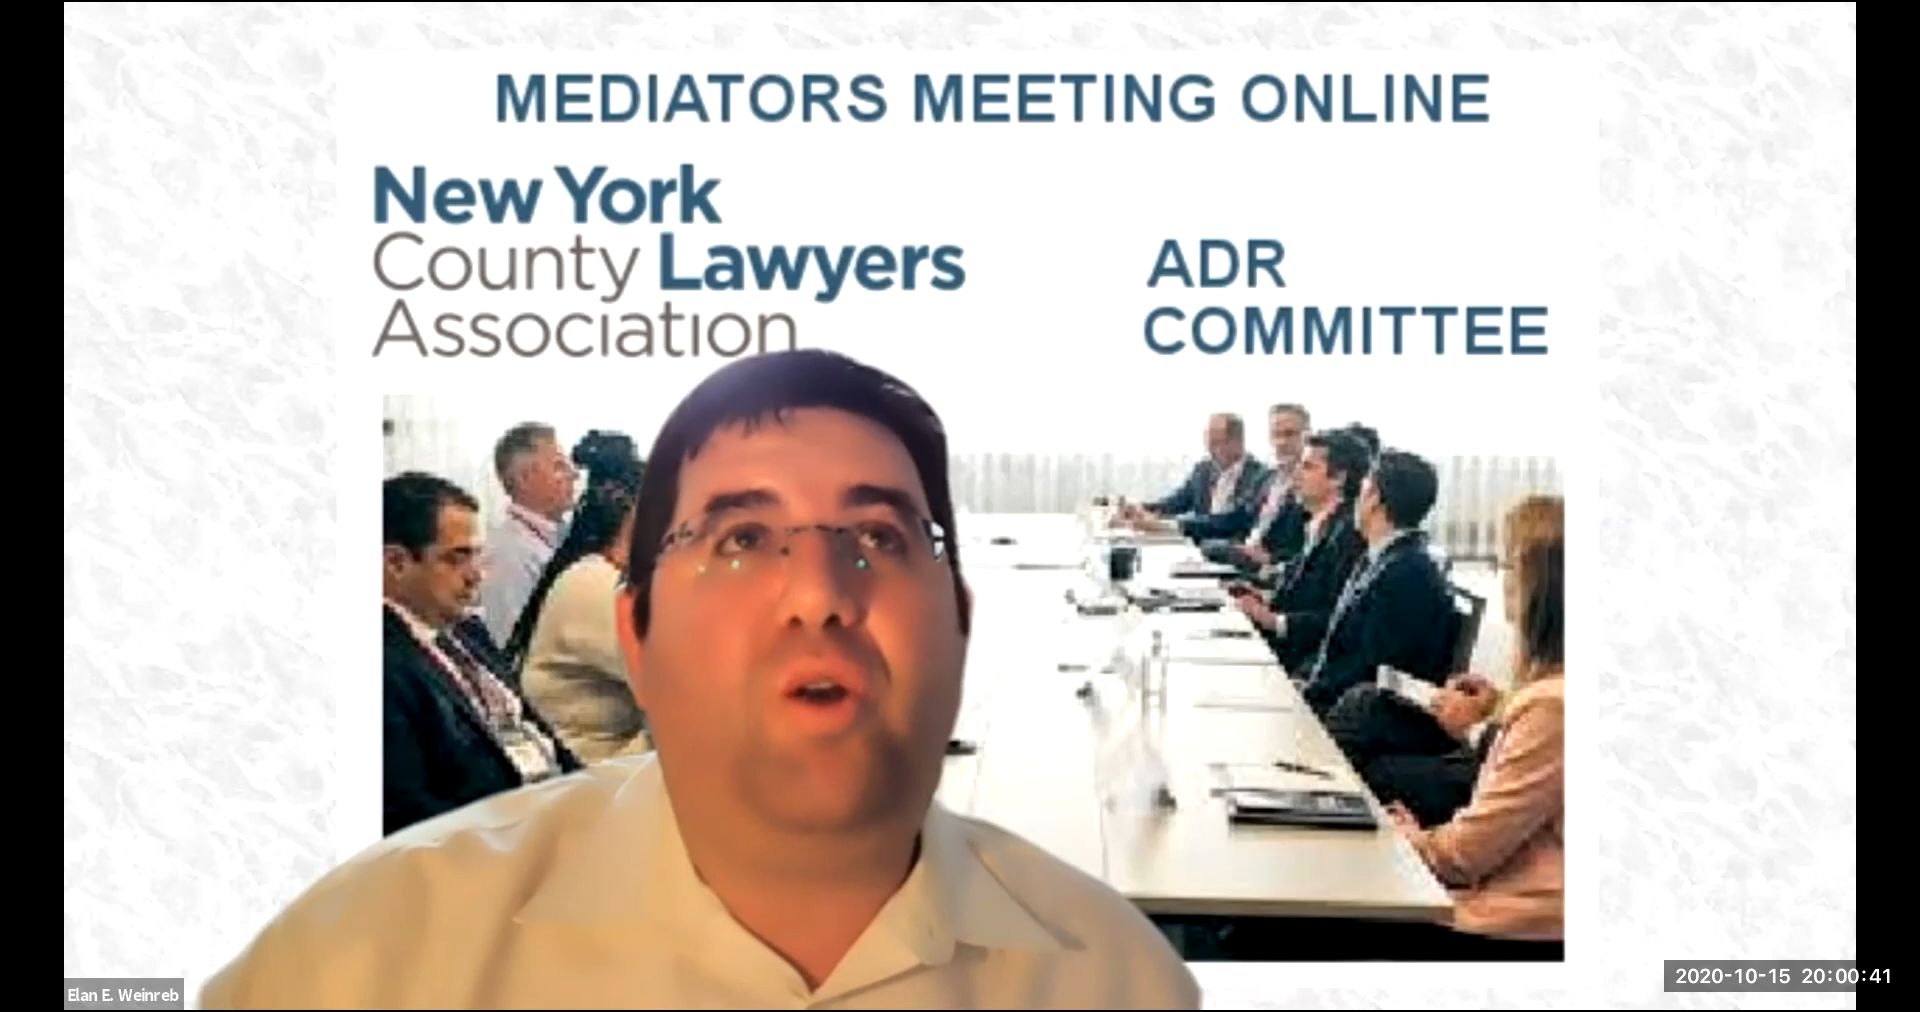 MEDIATORS MEETING ONLINE
New York
County Lawyers
Association
ADR
COMMITTEE
Elan E. Weinreb
2020-10-15 20:00:41